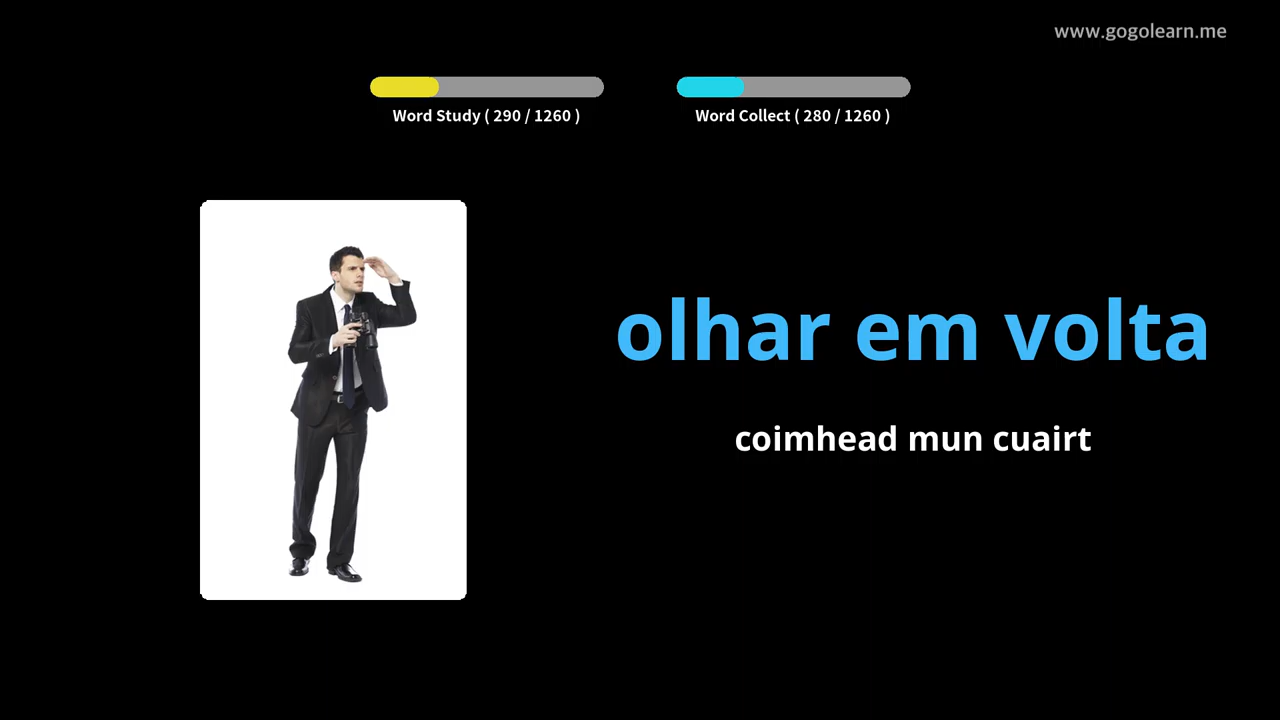 www.gogolearn.me
Word Study ( 290 / 1260 )
Word Collect ( 280 / 1260 )
olhar em volta
coimhead mun cuairt